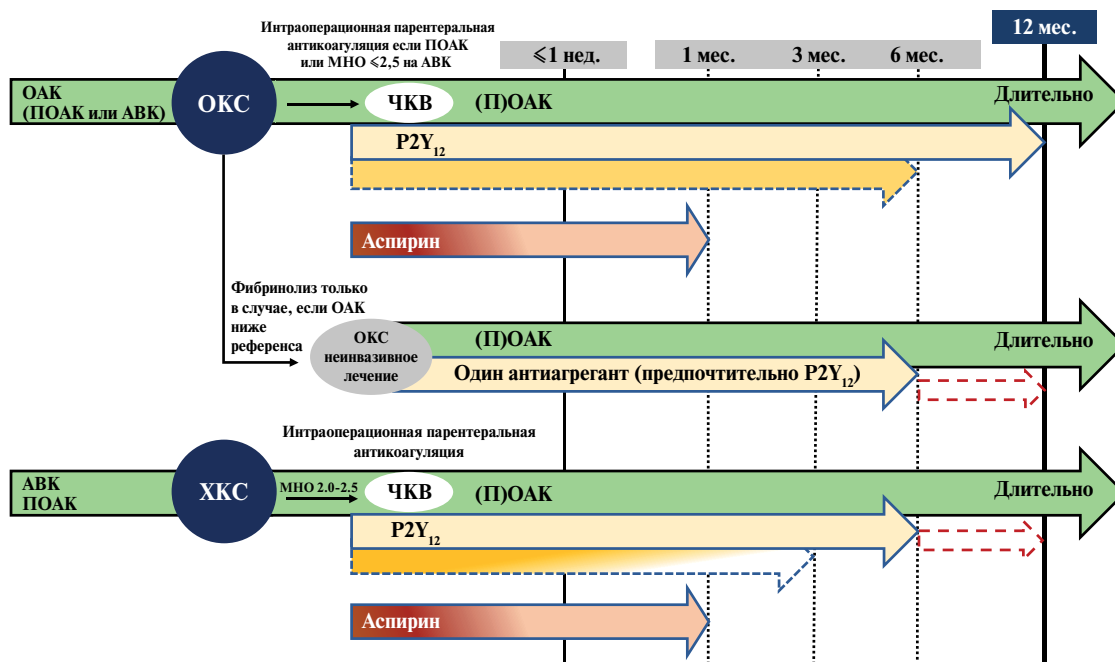 Интраоперационная парентеральная
антикоагуляция если ПОАК
или МНО ⩽2,5 на АВК
⩽1 нед.
1 мес.
3 мес.
6 мес.
12 мес.
ОАК
(ПОАК или АВК)
ОКС
ЧКВ
(П)ОАК
Длительно
P2Y12
Аспирин
Фибринолиз только
в случае, если ОАК
ниже
референса
ОКС
неинвазивное
лечение
(П)ОАК
Длительно
Один антиагрегант (предпочтительно P2Y12)
Интраоперационная парентеральная
антикоагуляция
АВК
ПОАК
ХКС
МНО 2.0-2.5
ЧКВ
(П)ОАК
Длительно
P2Y12
Аспирин